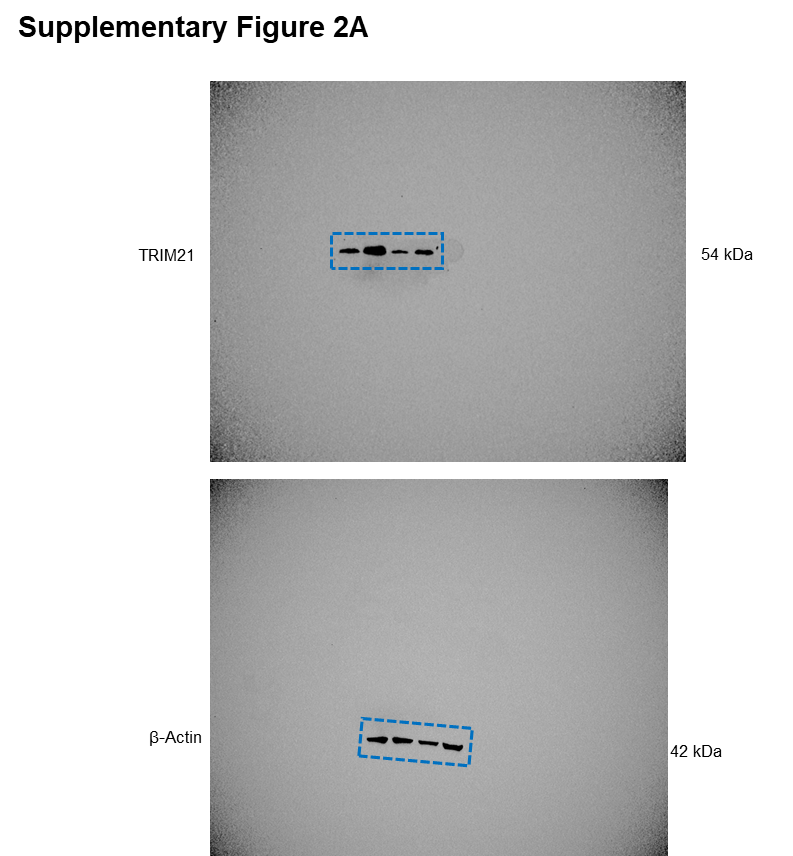 Supplementary Figure 2A
TRIM21
54 kDa
β-Actin
42 kDa